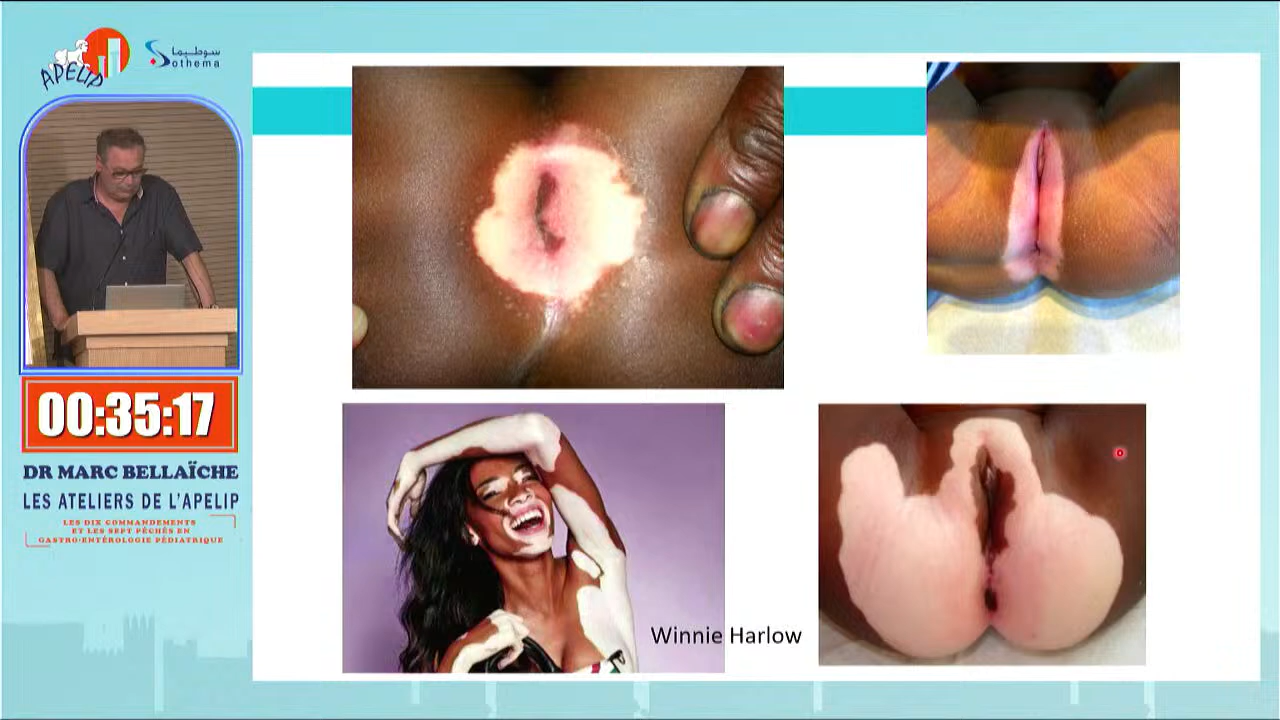 APELIP
سوطيما
Sothema
00:35:17
DR MARC BELLAÏCHE
LES ATELIERS DE L'APELIP
LES DIX COMMANDEMENTS
ET LES SEPT PÉCHÉS EN
GASTRO-ENTÉROLOGIE PÉDIATRIQUE
Winnie Harlow